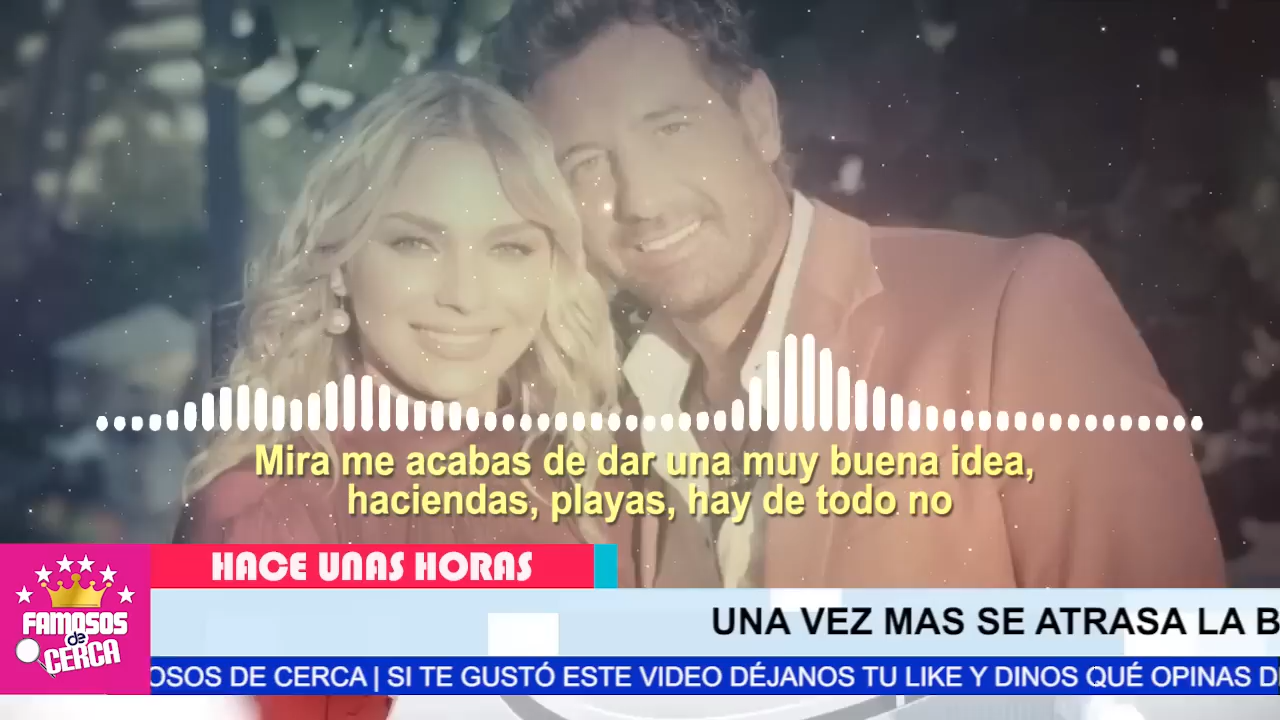 Mira me acabas de dar una muy buena idea,
haciendas, playas, hay de todo no
HACE UNAS HORAS
FAMOSOS
de
CERCA
UNA VEZ MAS SE ATRASA LA B
OSOS DE CERCA | SI TE GUSTÓ ESTE VIDEO DÉJANOS TU LIKE Y DINOS QUÉ OPINAS D